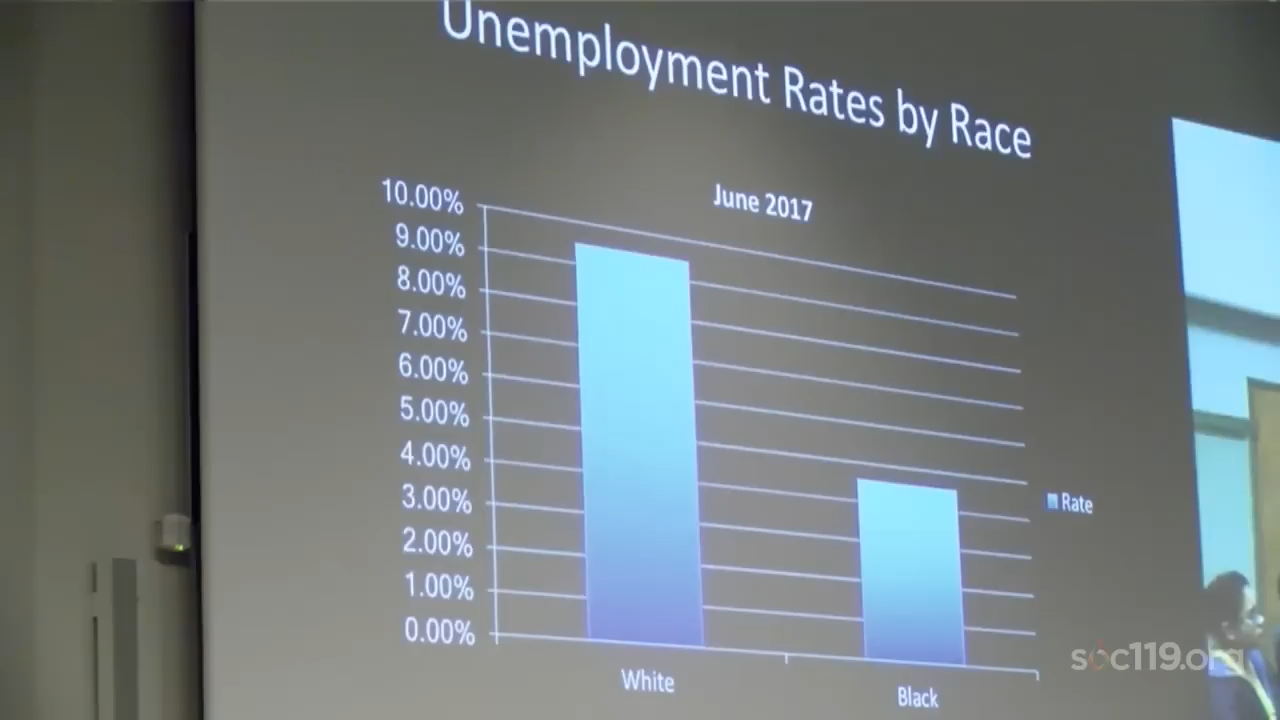 Unemployment Rates by Race
June 2017
10.00%
9.00%
8.00%
7.00%
6.00%
5.00%
4.00%
3.00%
2.00%
1.00%
0.00%
Rate
White
Black
soc119.org